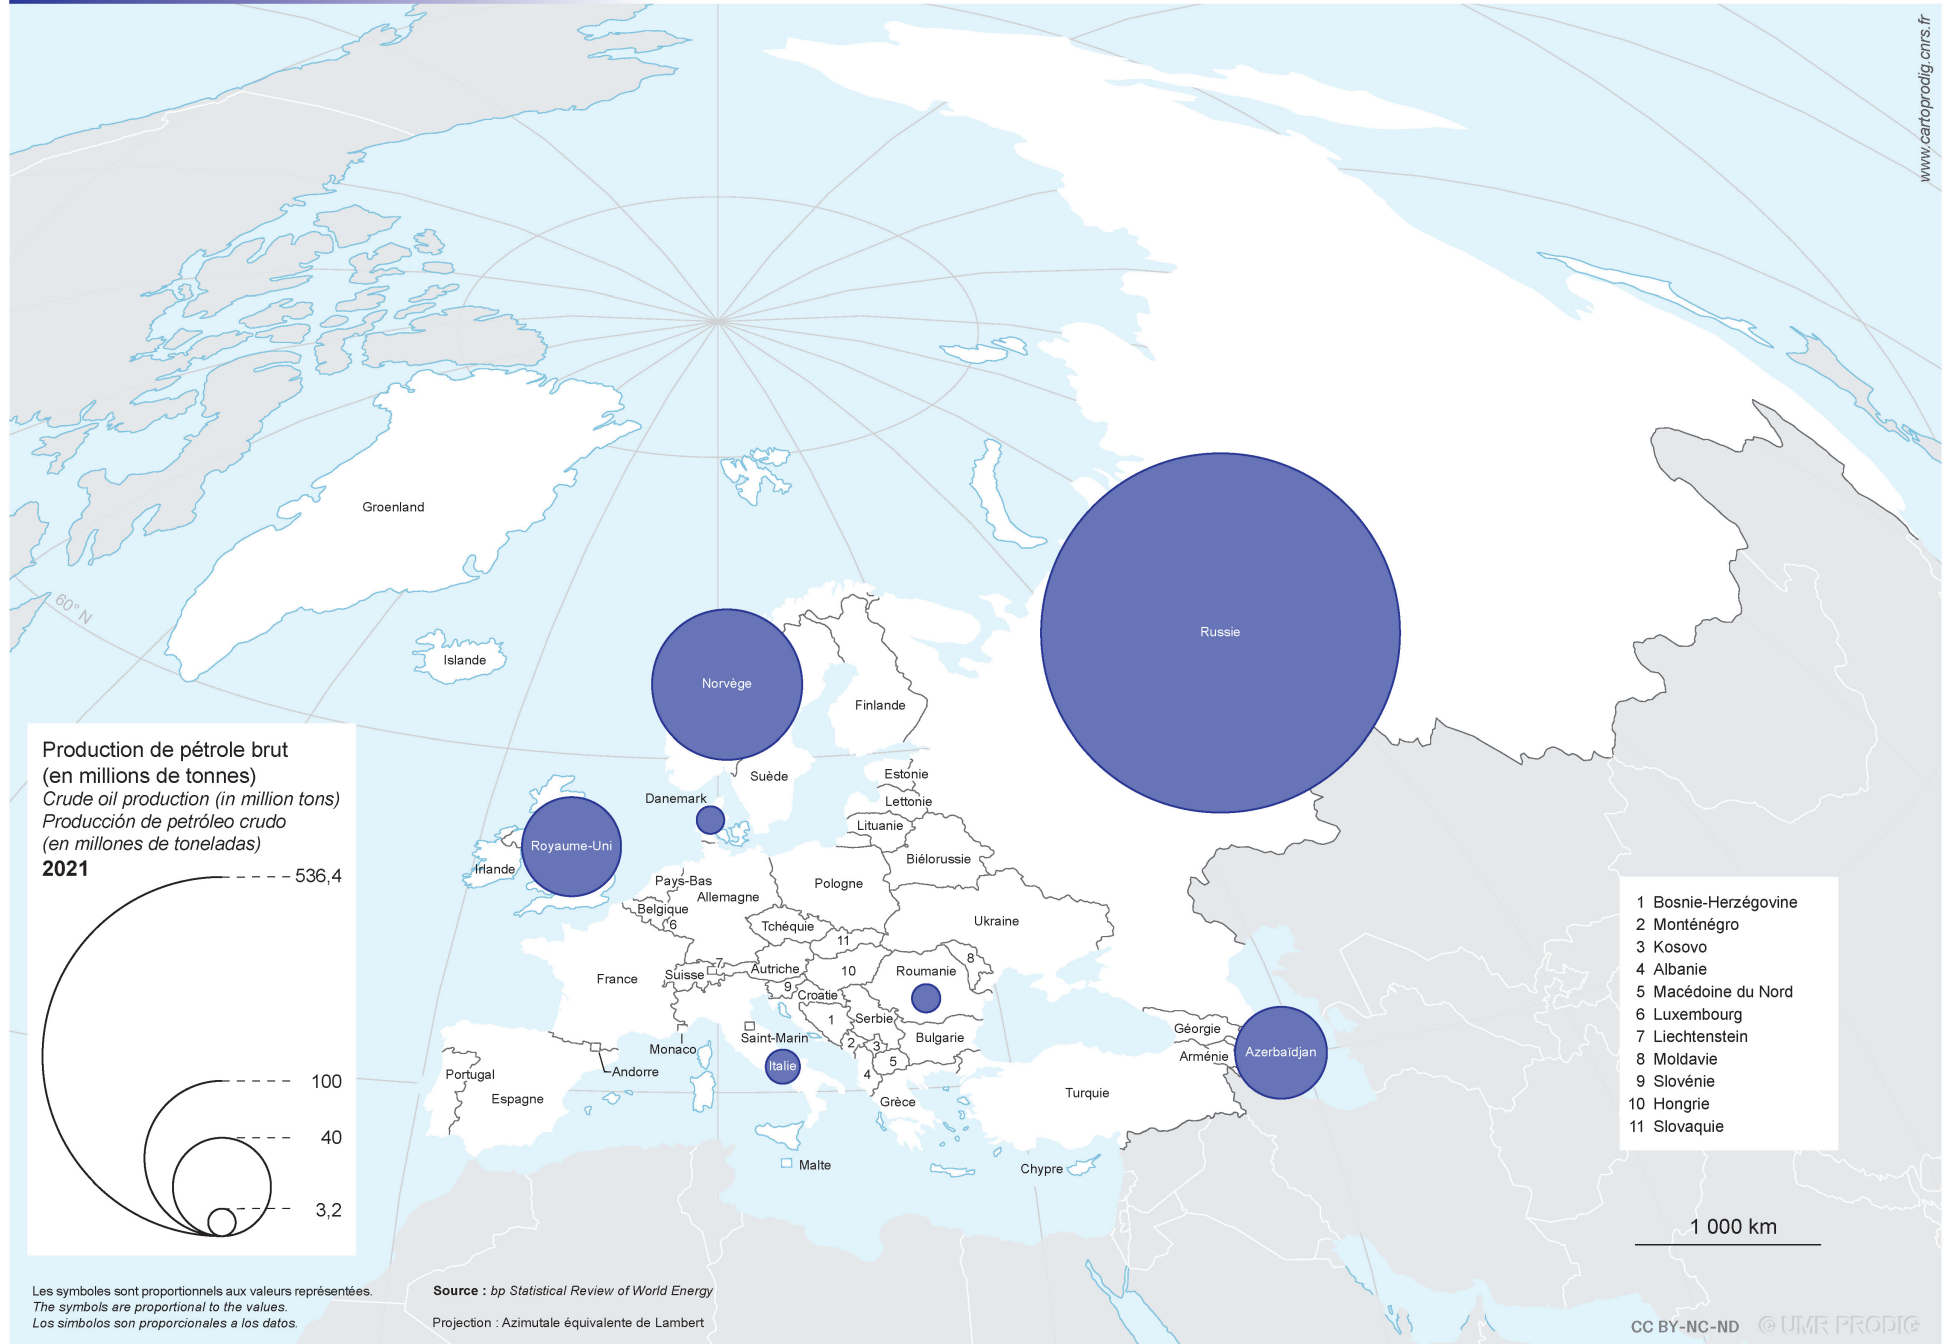 www.cartoprodig.cnrs.fr
Groenland
60° N
Islande
Russie
Norvège
Finlande
Suède
Estonie
Danemark
Lettonie
Lituanie
Royaume-Uni
Biélorussie
Irlande
Pays-Bas
Pologne
Allemagne
Belgique
6
Ukraine
Tchéquie
11
7
8
Suisse
Autriche
10
Roumanie
France
9
Croatie
1
Serbie
Géorgie
Saint-Marin
2
3
Bulgarie
Monaco
Arménie
Azerbaïdjan
5
Italie
Andorre
4
Portugal
Espagne
Grèce
Turquie
Malte
Chypre
Production de pétrole brut
(en millions de tonnes)
Crude oil production (in million tons)
Producción de petróleo crudo
(en millones de toneladas)
2021
536,4
100
40
3,2
1 Bosnie-Herzégovine
2 Monténégro
3 Kosovo
4 Albanie
5 Macédoine du Nord
6 Luxembourg
7 Liechtenstein
8 Moldavie
9 Slovénie
10 Hongrie
11 Slovaquie
1 000 km
Les symboles sont proportionnels aux valeurs représentées.
The symbols are proportional to the values.
Los simbolos son proporcionales a los datos.
Source : bp Statistical Review of World Energy
Projection : Azimutale équivalente de Lambert
CC BY-NC-ND © UMR PRODIG